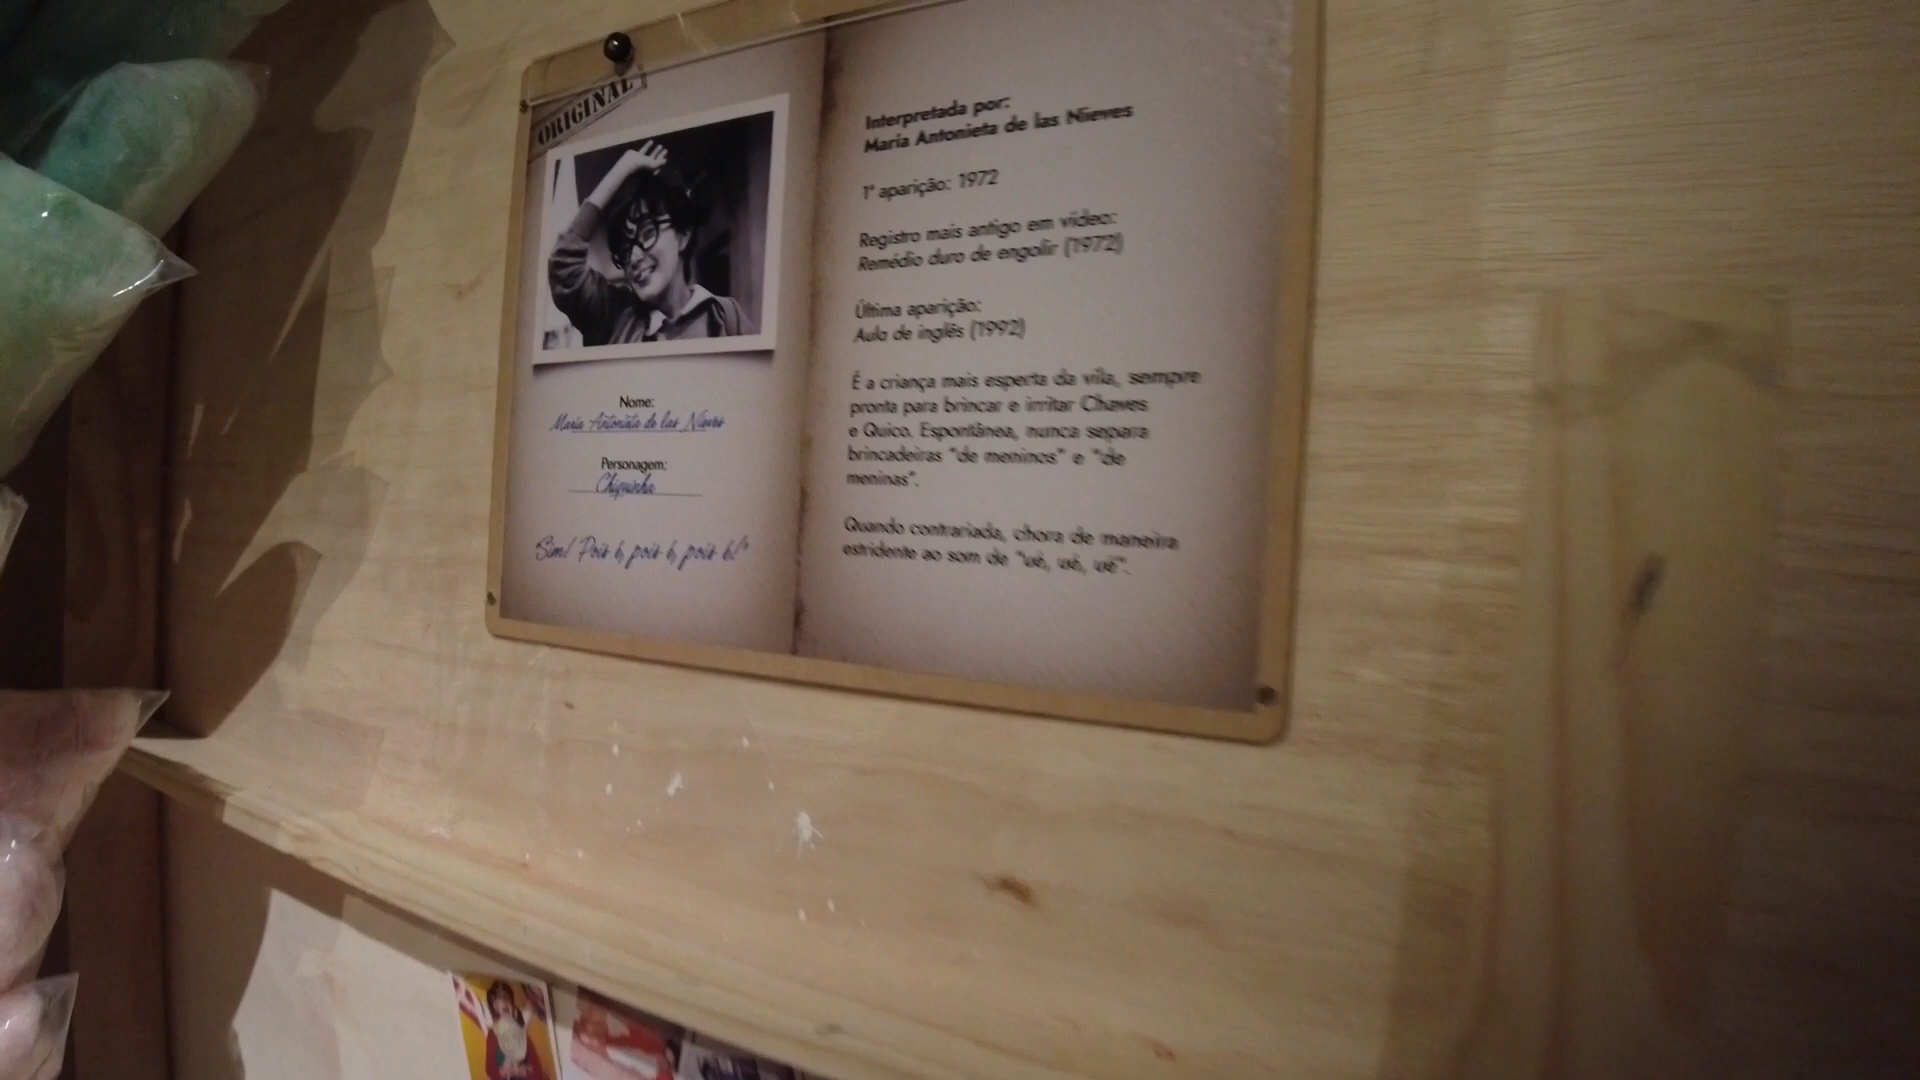 ORIGINAL
Nome:
María Antonieta de las Nieves
Personagem:
Chiquinha
"Sim! Pois é, pois é, pois é!"
Interpretada por:
María Antonieta de las Nieves
1ª aparição: 1972
Registro mais antigo em vídeo:
Remédio duro de engolir (1972)
Última aparição:
Aula de inglês (1992)
É a criança mais esperta da vila, sempre
pronta para brincar e irritar Chaves
e Quico. Espontânea, nunca separa
brincadeiras "de meninos" e "de
meninas".
Quando contrariada, chora de maneira
estridente ao som de "ué, ué, ué".